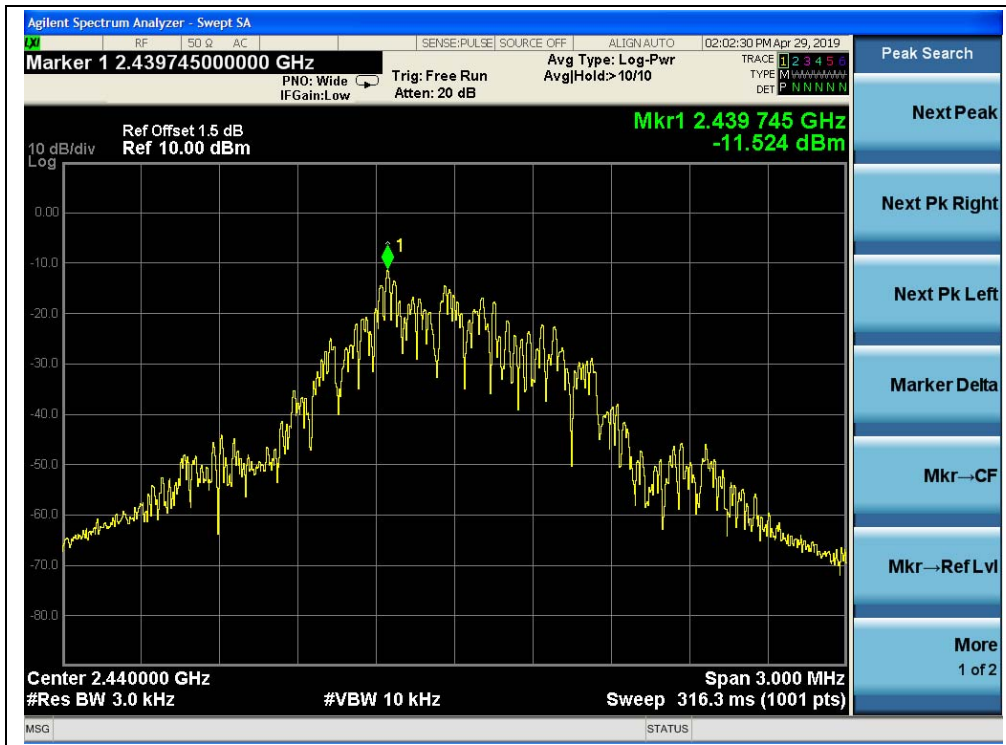 Agilent Spectrum Analyzer - Swept SA
LXI RF 50 Ω AC SENSE:PULSE SOURCE OFF ALIGN AUTO 02:02:30 PM Apr 29, 2019
Marker 1 2.439745000000 GHz
PNO: Wide
IFGain:Low
Trig: Free Run
Atten: 20 dB
Avg Type: Log-Pwr
Avg|Hold:>10/10
TRACE 1 2 3 4 5 6
TYPE M
DET P N N N N N
Peak Search
Mkr1 2.439 745 GHz
-11.524 dBm
Ref Offset 1.5 dB
10 dB/div Ref 10.00 dBm
Log
0.00
-10.0
-20.0
-30.0
-40.0
-50.0
-60.0
-70.0
-80.0
1
Center 2.440000 GHz Span 3.000 MHz
#Res BW 3.0 kHz #VBW 10 kHz Sweep 316.3 ms (1001 pts)
Next Peak
Next Pk Right
Next Pk Left
Marker Delta
Mkr→CF
Mkr→Ref Lvl
More
1 of 2
MSG STATUS